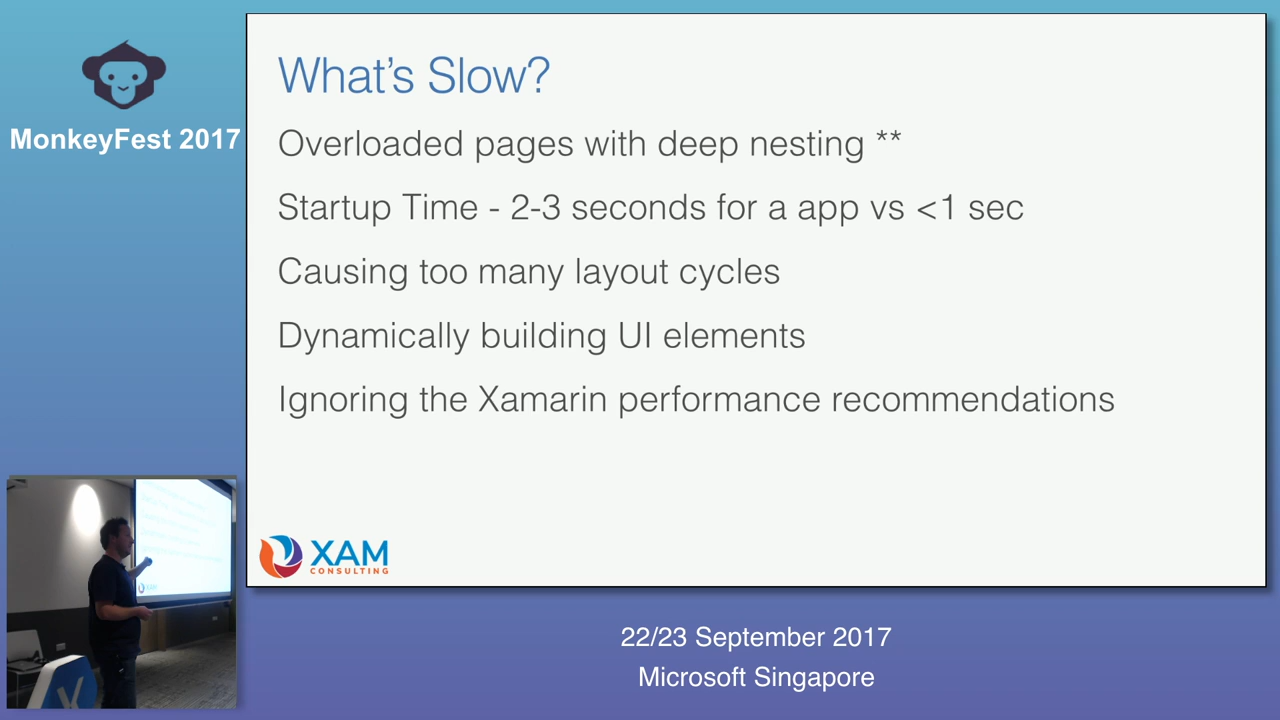 MonkeyFest 2017
What's Slow?
Overloaded pages with deep nesting **
Startup Time - 2-3 seconds for a app vs <1 sec
Causing too many layout cycles
Dynamically building UI elements
Ignoring the Xamarin performance recommendations
XAM
CONSULTING
22/23 September 2017
Microsoft Singapore